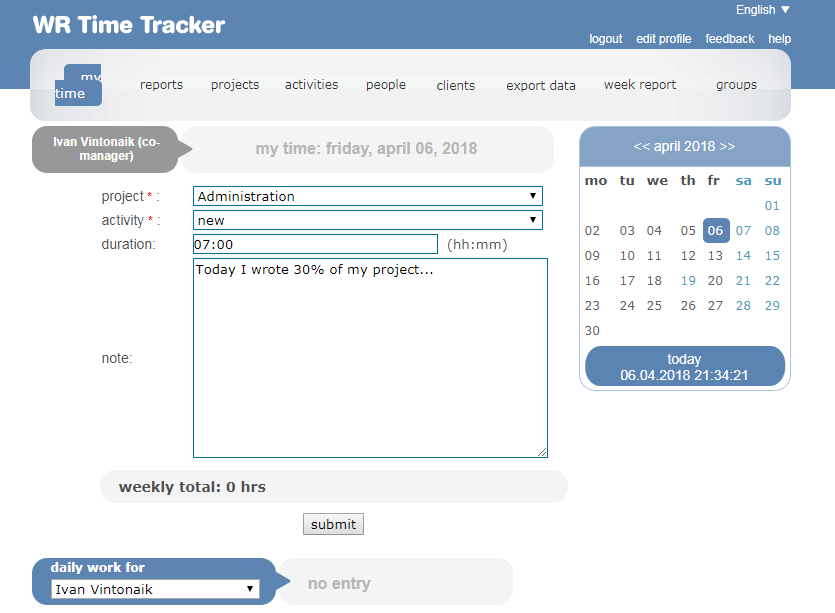 English ▼
WR Time Tracker
logout edit profile feedback help
my
time
reports projects activities people clients export data week report groups
Ivan Vintonaik (co-
manager)
my time: friday, april 06, 2018
project * :
Administration
activity * :
new
duration:
07:00
(hh:mm)
note:
Today I wrote 30% of my project...
weekly total: 0 hrs
submit
<< april 2018 >>
mo tu we th fr sa su
01
02 03 04 05 06 07 08
09 10 11 12 13 14 15
16 17 18 19 20 21 22
23 24 25 26 27 28 29
30
today
06.04.2018 21:34:21
daily work for
Ivan Vintonaik
no entry